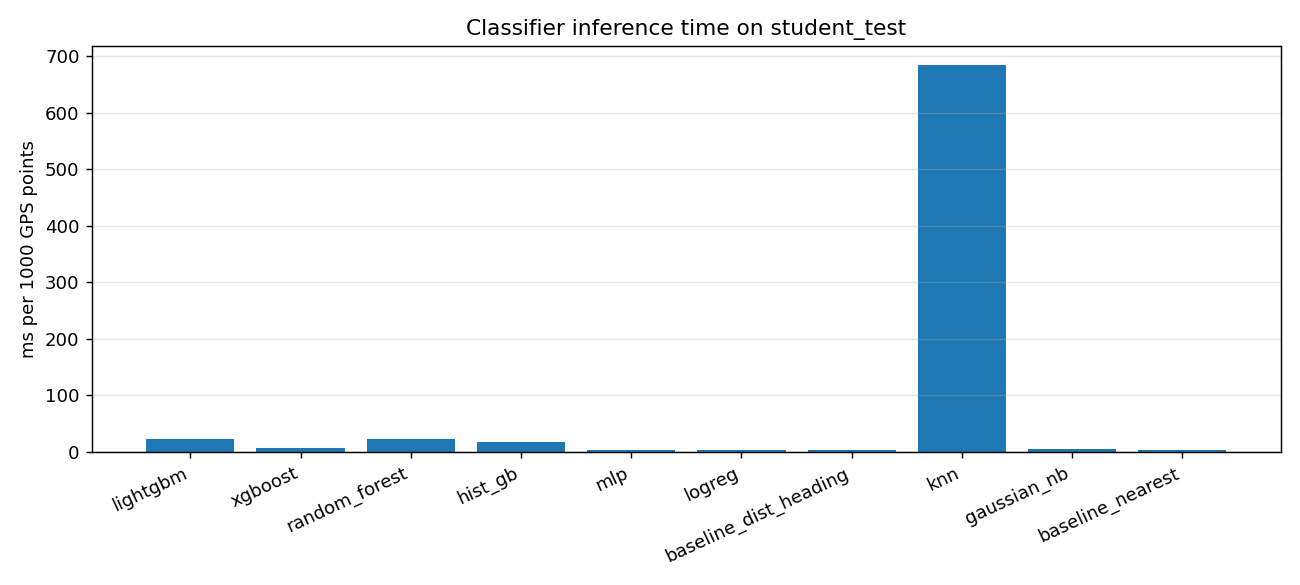 Classifier inference time on student_test
ms per 1000 GPS points
700
600
500
400
300
200
100
0
lightgbm
xgboost
random_forest
hist_gb
mlp
logreg
baseline_dist_heading
knn
gaussian_nb
baseline_nearest